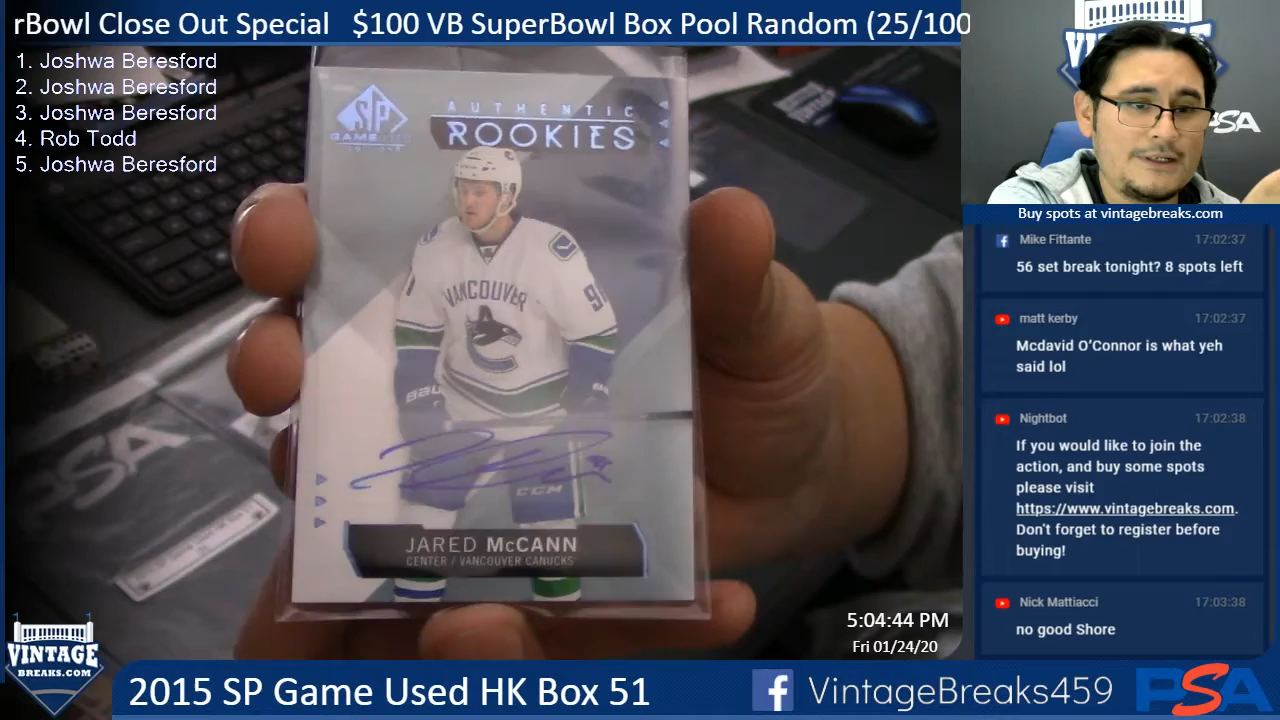 rBowl Close Out Special $100 VB SuperBowl Box Pool Random (25/100
1. Joshwa Beresford
2. Joshwa Beresford
3. Joshwa Beresford
4. Rob Todd
5. Joshwa Beresford
SP
GAME USED
EDITION
AUTHENTIC
ROOKIES
VANCOUVER
91
BAUER
CCM
JARED McCANN
CENTER / VANCOUVER CANUCKS
PSA
PSA
Buy spots at vintagebreaks.com
Mike Fittante 17:02:37
56 set break tonight? 8 spots left
matt kerby 17:02:37
Mcdavid O'Connor is what yeh
said lol
Nightbot 17:02:38
If you would like to join the
action, and buy some spots
please visit
https://www.vintagebreaks.com.
Don't forget to register before
buying!
Nick Mattiacci 17:03:38
no good Shore
5:04:44 PM
Fri 01/24/20
VINTAGE
BREAKS.COM
2015 SP Game Used HK Box 51
VintageBreaks459
PSA